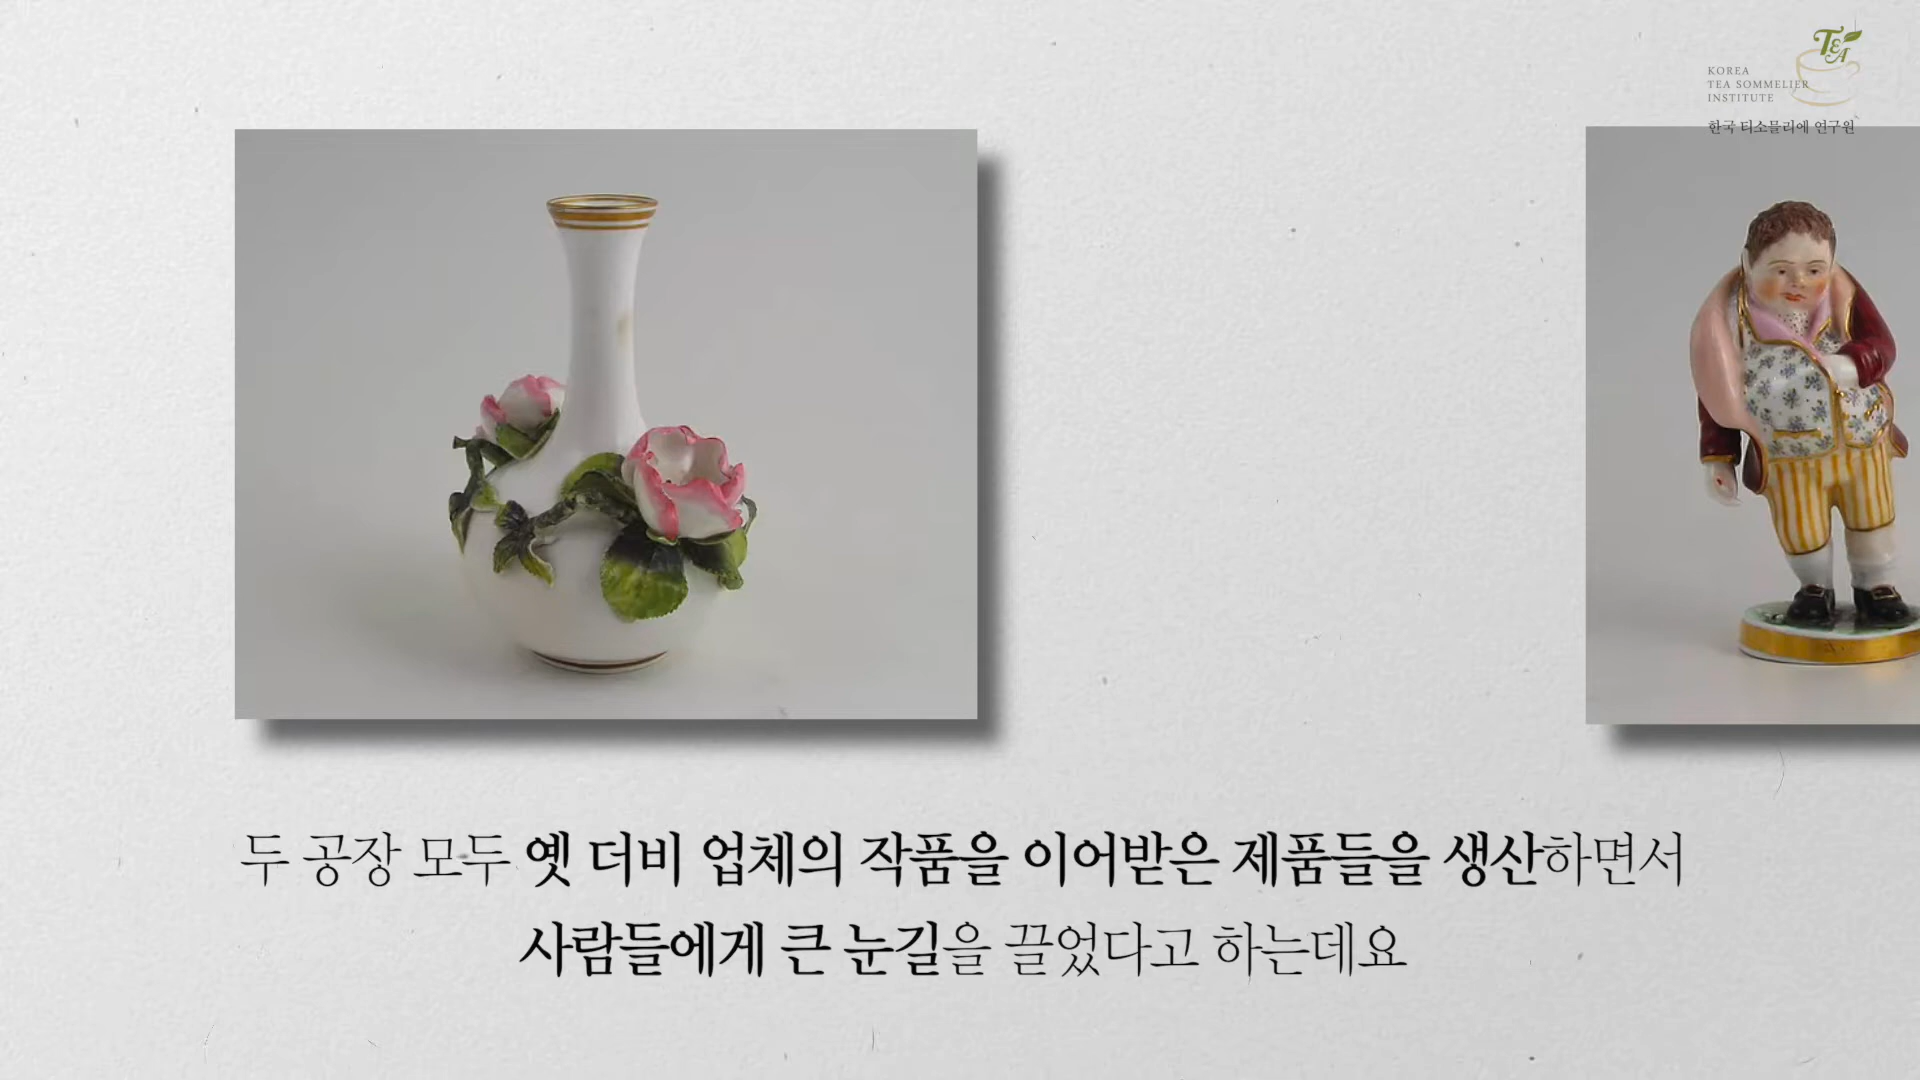 TEA
KOREA
TEA SOMMELIER
INSTITUTE
한국 티소믈리에 연구원
두 공장 모두 옛 더비 업체의 작품을 이어받은 제품들을 생산하면서
사람들에게 큰 눈길을 끌었다고 하는데요